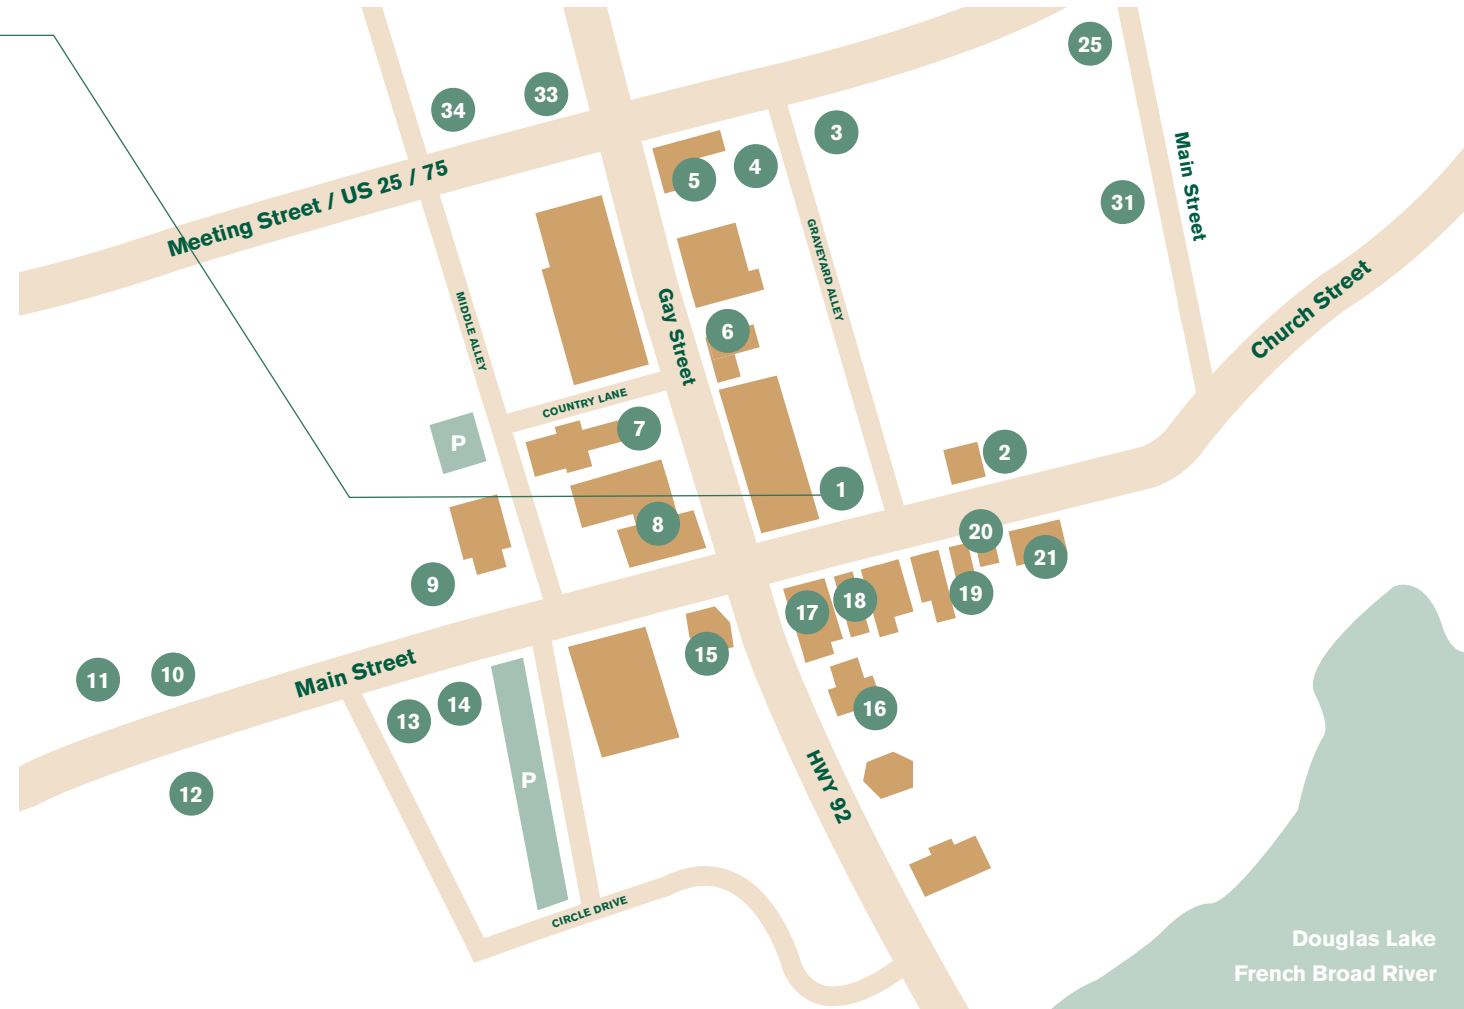 25
33
34
3
Main Street
4
5
Meeting Street / US 25 / 75
31
GRAVEYARD ALLEY
Church Street
MIDDLE ALLEY
Gay Street
6
COUNTRY LANE
7
P
2
1
8
20
21
9
19
18
17
15
Main Street
10
11
14
16
13
P
HWY 92
12
CIRCLE DRIVE
Douglas Lake
French Broad River